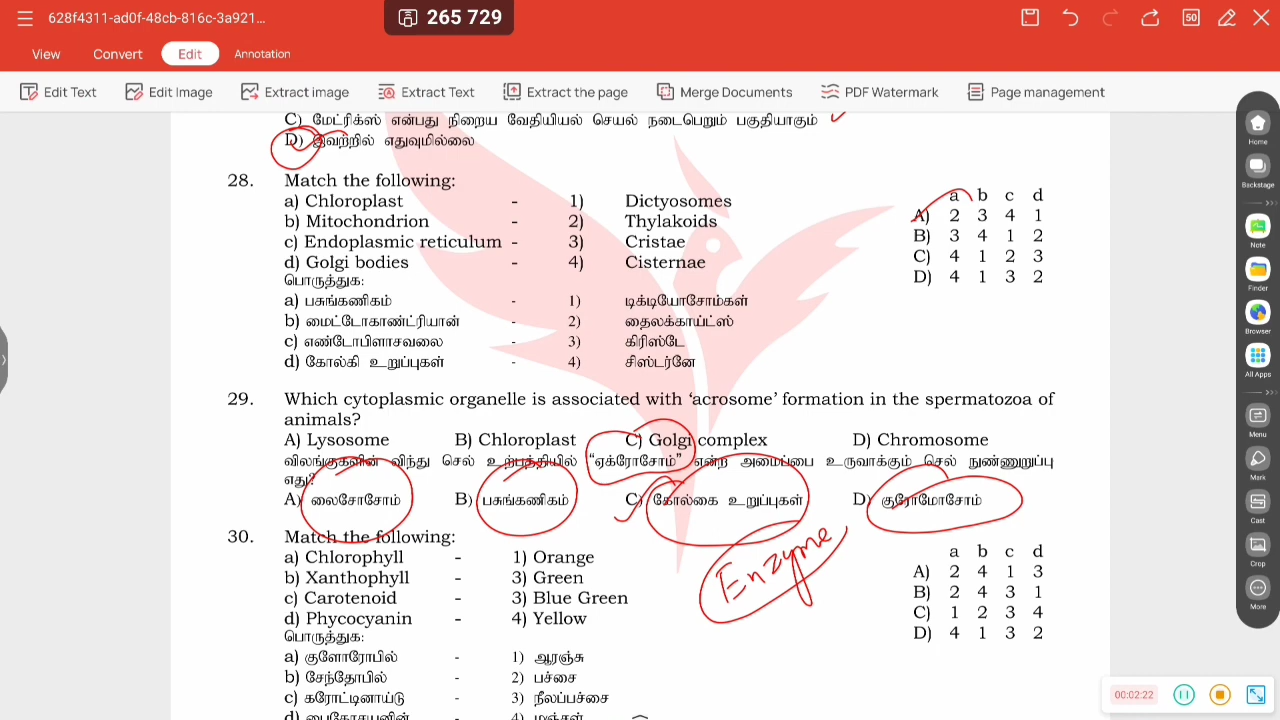 628f4311-ad0f-48cb-816c-3a921...
265 729
50
View Convert Edit Annotation
Edit Text Edit Image Extract image Extract Text Extract the page Merge Documents PDF Watermark Page management
C) மேட்ரிக்ஸ் என்பது நிறைய வேதியியல் செயல் நடைபெறும் பகுதியாகும்
D) இவற்றில் எதுவுமில்லை
28. Match the following:
a b c d
a) Chloroplast - 1) Dictyosomes
A) 2 3 4 1
b) Mitochondrion - 2) Thylakoids
B) 3 4 1 2
c) Endoplasmic reticulum - 3) Cristae
C) 4 1 2 3
d) Golgi bodies - 4) Cisternae
D) 4 1 3 2
பொருத்துக:
a) பசுங்கணிகம் - 1) டிக்டியோசோம்கள்
b) மைட்டோகாண்ட்ரியான் - 2) தைலக்காய்ட்ஸ்
c) எண்டோபிளாசவலை - 3) கிரிஸ்டே
d) கோல்கி உறுப்புகள் - 4) சிஸ்டர்னே
29. Which cytoplasmic organelle is associated with ‘acrosome’ formation in the spermatozoa of
animals?
A) Lysosome B) Chloroplast C) Golgi complex D) Chromosome
விலங்குகளின் விந்து செல் உற்பத்தியில் “ஏக்ரோசோம்” என்ற அமைப்பை உருவாக்கும் செல் நுண்ணுறுப்பு
எது?
A) லைசோசோம் B) பசுங்கணிகம் C) கோல்கை உறுப்புகள் D) குரோமோசோம்
Enzyme
30. Match the following:
a b c d
a) Chlorophyll - 1) Orange
A) 2 4 1 3
b) Xanthophyll - 3) Green
B) 2 4 3 1
c) Carotenoid - 3) Blue Green
C) 1 2 3 4
d) Phycocyanin - 4) Yellow
D) 4 1 3 2
பொருத்துக:
a) குளோரோபில் - 1) ஆரஞ்சு
b) சேந்தோபில் - 2) பச்சை
c) கரோட்டினாய்டு - 3) நீலப்பச்சை
Home
Backstage
Note
Finder
Browser
All Apps
Menu
Mark
Cast
Crop
More
00:02:22